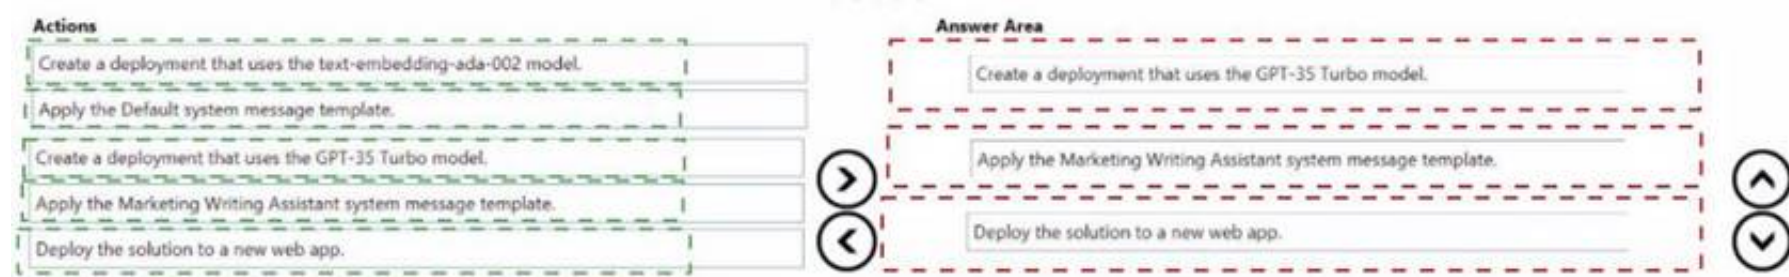 Actions
Create a deployment that uses the text-embedding-ada-002 model.
Apply the Default system message template.
Create a deployment that uses the GPT-35 Turbo model.
Apply the Marketing Writing Assistant system message template.
Deploy the solution to a new web app.
Answer Area
Create a deployment that uses the GPT-35 Turbo model.
Apply the Marketing Writing Assistant system message template.
Deploy the solution to a new web app.